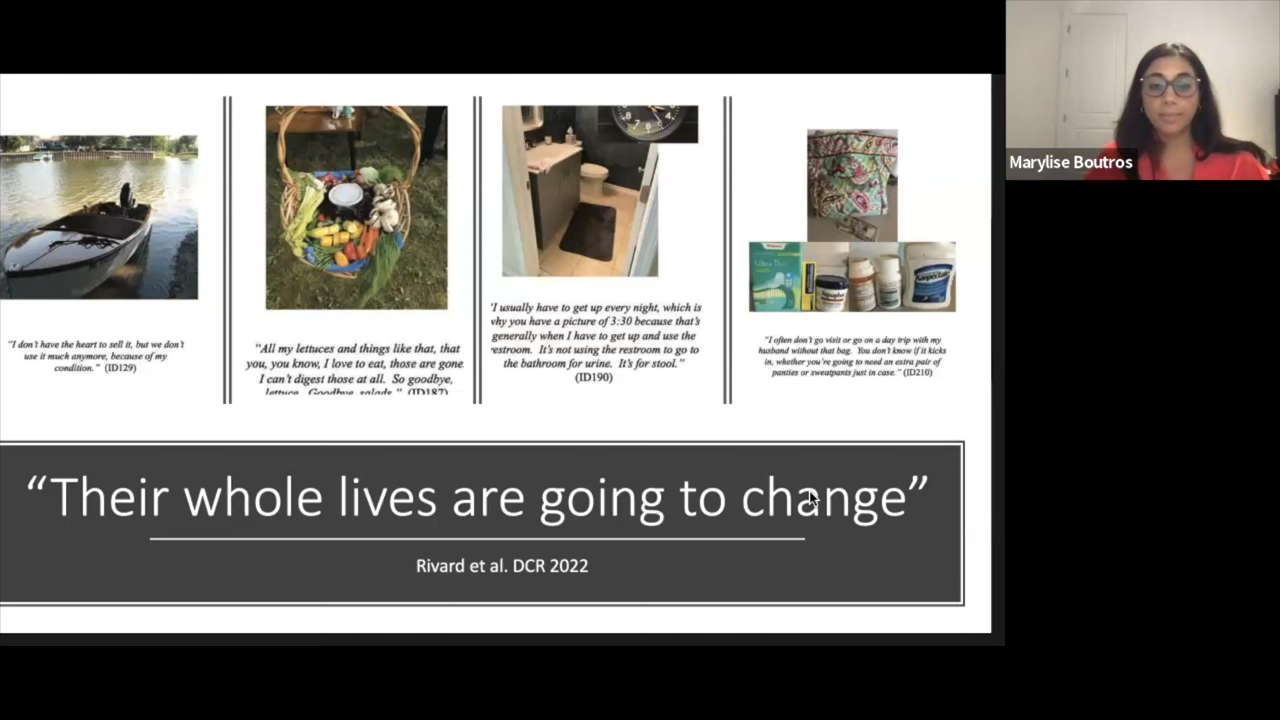 Marylise Boutros
"I don't have the heart to sell it, but we don't
use it much anymore, because of my
condition." (ID129)
"All my lettuces and things like that, that
you, you know, I love to eat, those are gone
I can't digest those at all. So goodbye,
lettuce. Goodbye, salads." (ID187)
'I usually have to get up every night, which is
why you have a picture of 3:30 because that's
generally when I have to get up and use the
restroom. It's not using the restroom to go to
the bathroom for urine. It's for stool."
(ID190)
"I often don't go visit or go on a day trip with my
husband without that bag. You don't know if it kicks
in, whether you're going to need an extra pair of
panties or sweatpants just in case." (ID210)
"Their whole lives are going to change"
Rivard et al. DCR 2022